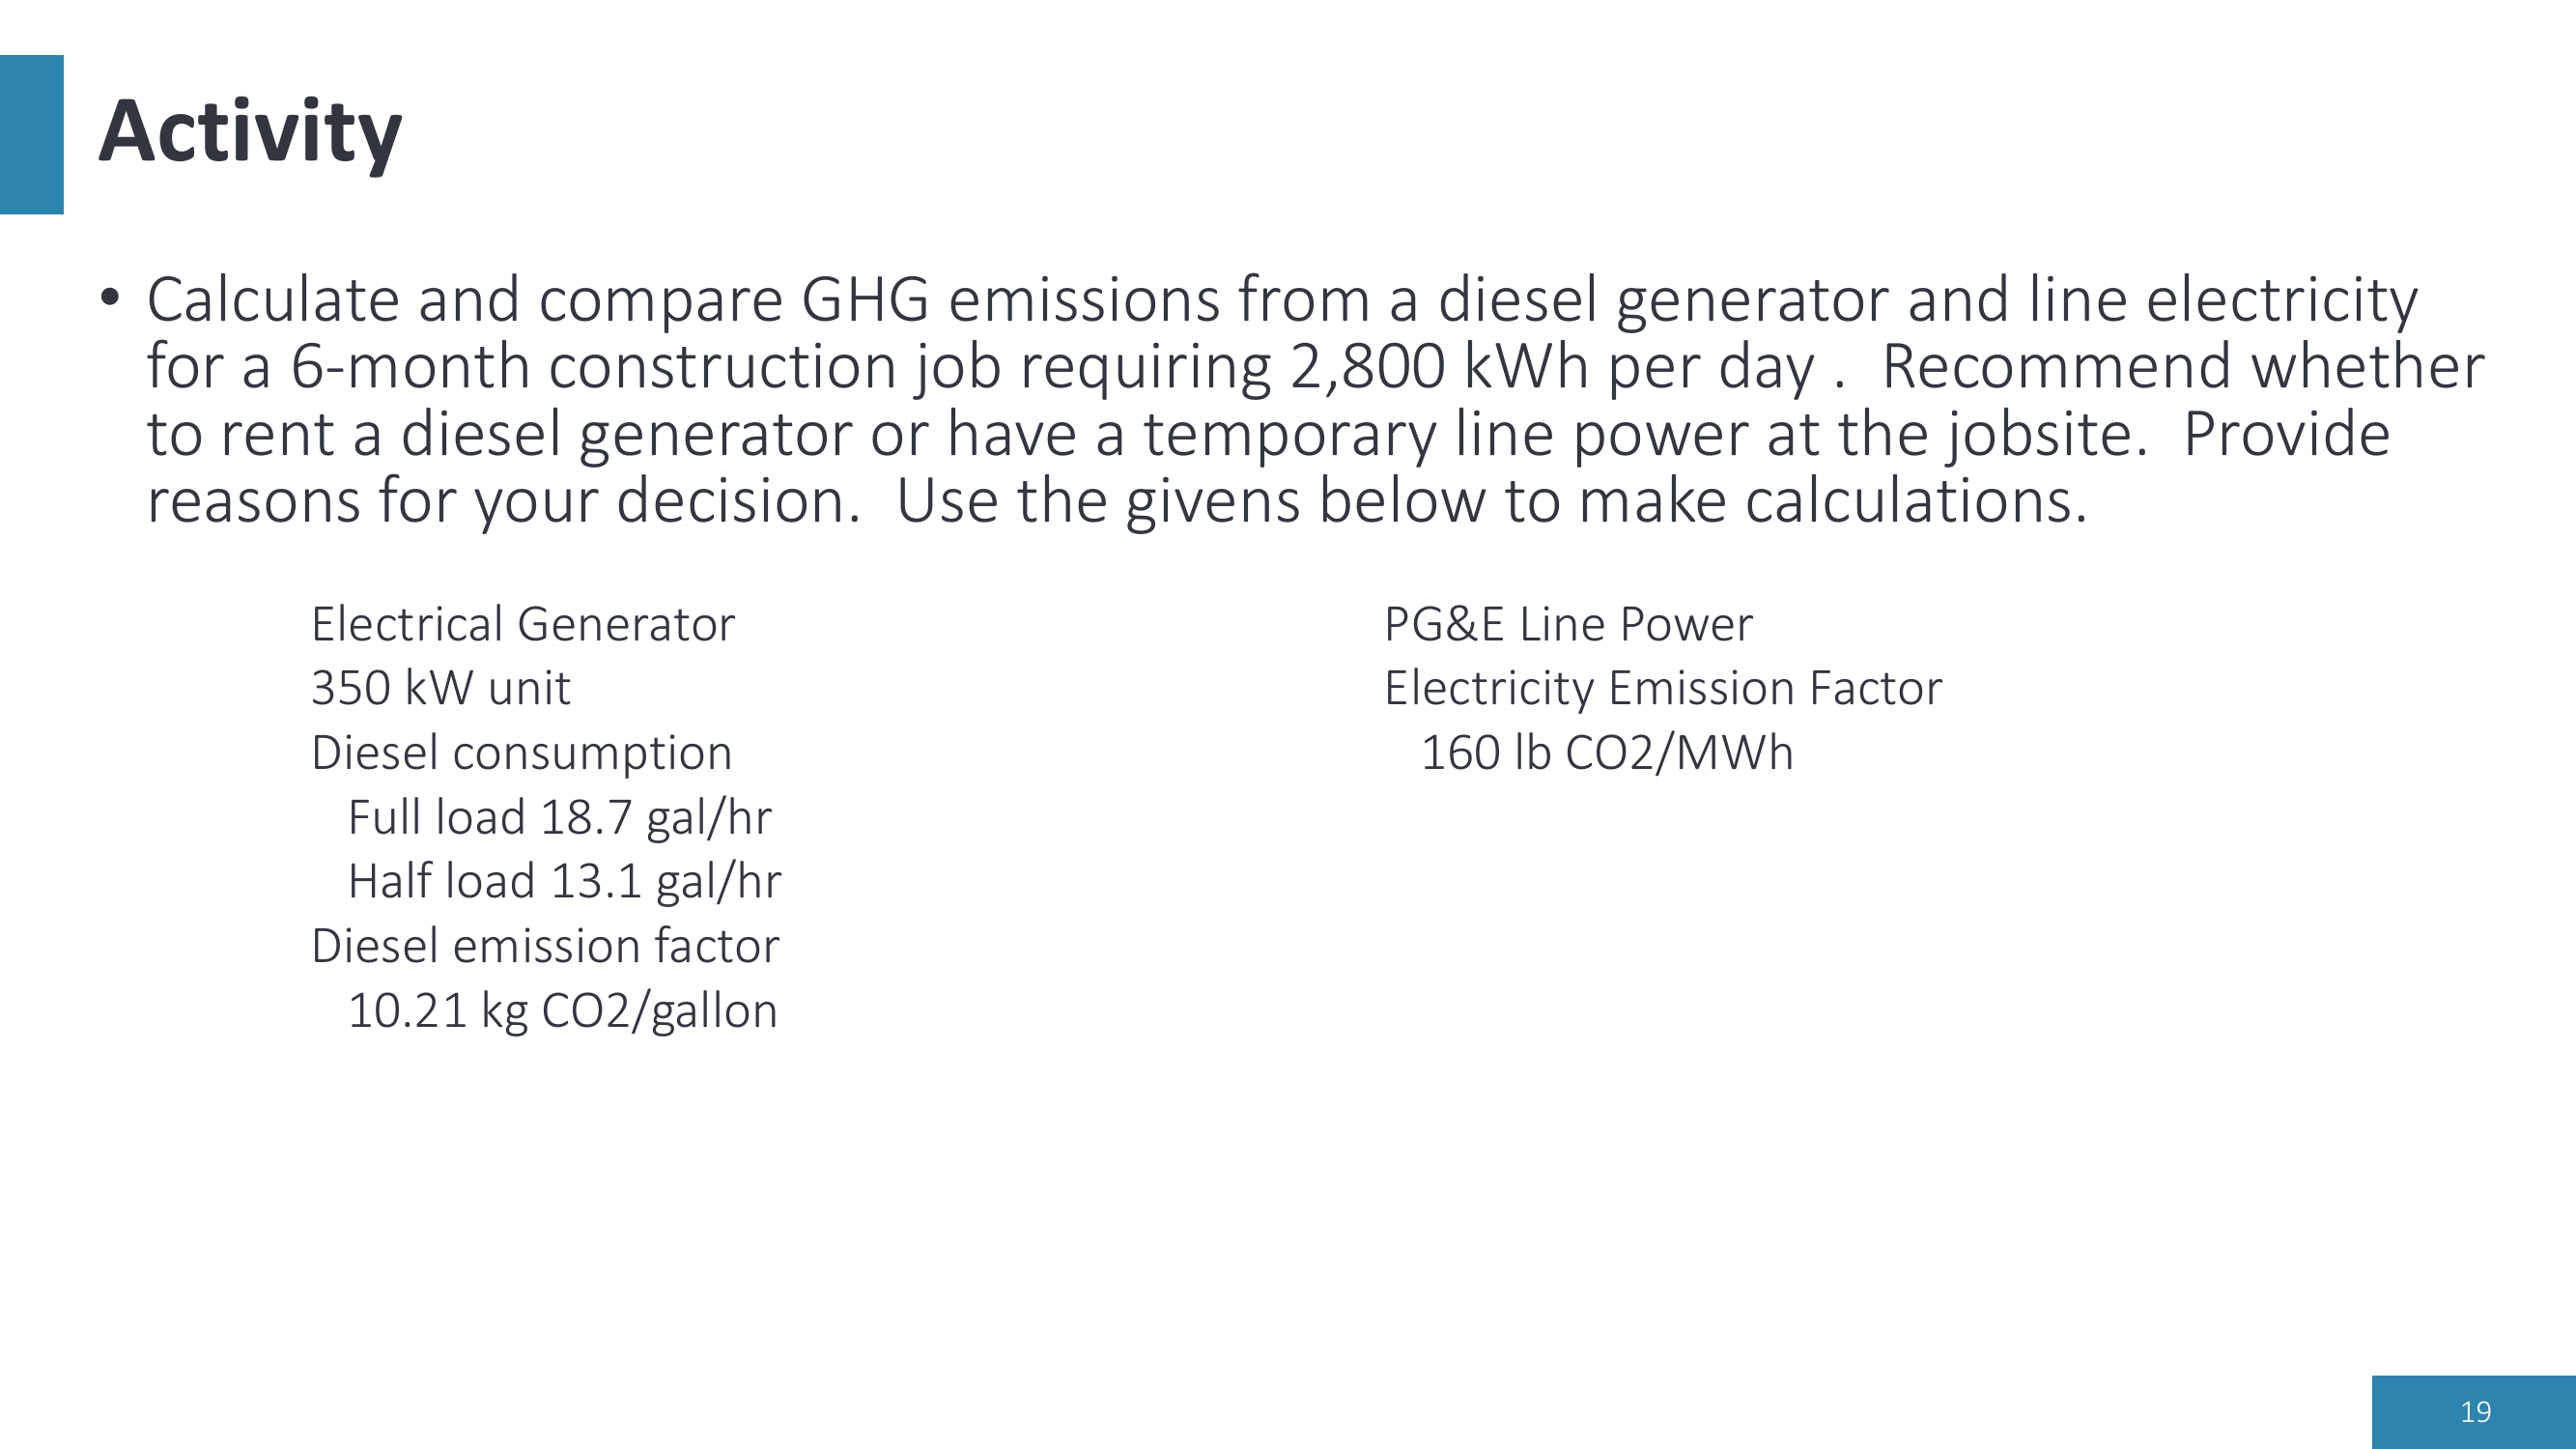 Activity
• Calculate and compare GHG emissions from a diesel generator and line electricity
for a 6-month construction job requiring 2,800 kWh per day .  Recommend whether
to rent a diesel generator or have a temporary line power at the jobsite.  Provide
reasons for your decision.  Use the givens below to make calculations.
Electrical Generator
350 kW unit
Diesel consumption
Full load 18.7 gal/hr
Half load 13.1 gal/hr
Diesel emission factor
10.21 kg CO2/gallon
PG&E Line Power
Electricity Emission Factor
160 lb CO2/MWh
19